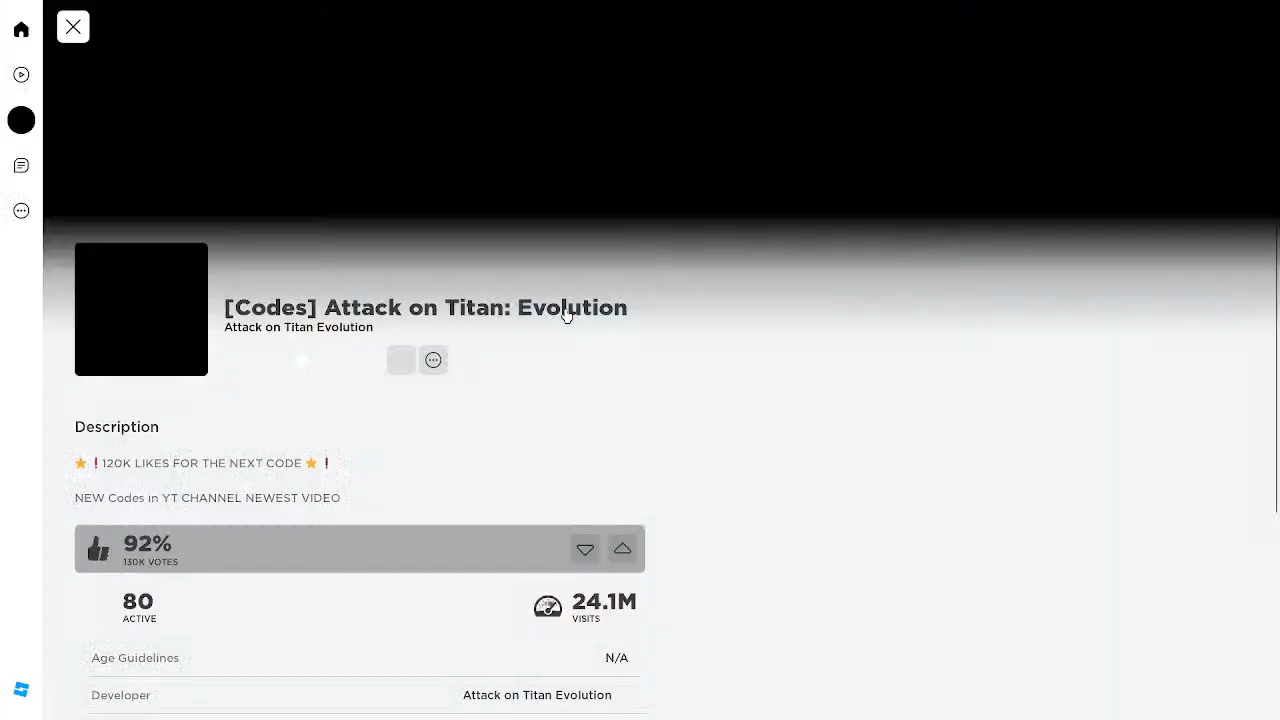 [Codes] Attack on Titan: Evolution
Attack on Titan Evolution
Description
⭐❗120K LIKES FOR THE NEXT CODE ⭐❗
NEW Codes in YT CHANNEL NEWEST VIDEO
92%
130K VOTES
80
ACTIVE
24.1M
VISITS
Age Guidelines N/A
Developer Attack on Titan Evolution